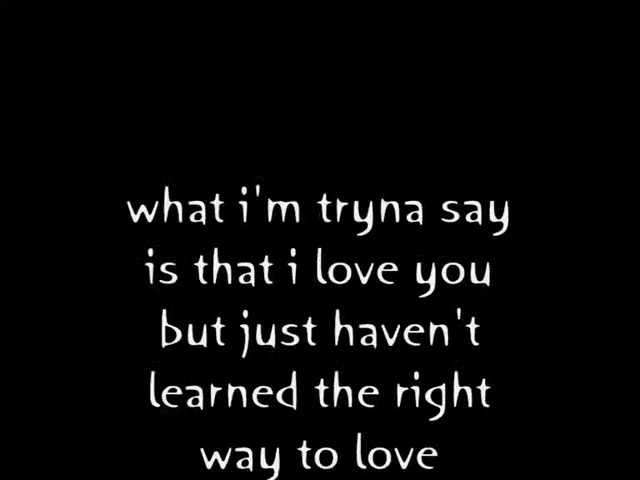 what i'm tryna say
is that i love you
but just haven't
learned the right
way to love